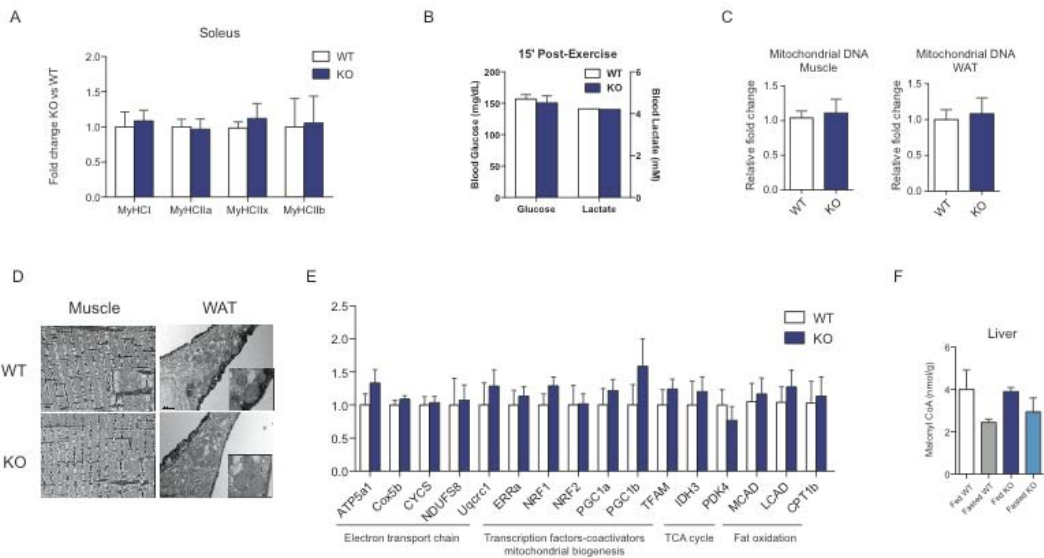 A
Soleus
Fold change KO vs WT
2.0
1.5
1.0
0.5
0.0
WT
KO
MyHCI
MyHCIIa
MyHCIIx
MyHCIIb
B
15' Post-Exercise
Blood Glucose (mg/dL)
200
150
100
50
0
WT
KO
6
4
2
0
Blood Lactate (mM)
Glucose
Lactate
C
Mitochondrial DNA
Muscle
Relative fiold change
1.5
1.0
0.5
0.0
WT
KO
Mitochondrial DNA
WAT
Relative fiold change
1.5
1.0
0.5
0.0
WT
KO
D
Muscle
WAT
WT
KO
E
2.5
2.0
1.5
1.0
0.5
0.0
WT
KO
ATP5a1
Cox5b
CYCS
NDUFS8
Uqcrc1
ERRa
NRF1
NRF2
PGC1a
PGC1b
TFAM
IDH3
PDK4
MCAD
LCAD
CPT1b
Electron transport chain
Transcription factors-coactivators
mitochondrial biogenesis
TCA cycle
Fat oxidation
F
Liver
Malonyl CoA (nmol/g)
6
4
2
0
Fed WT
Fasted WT
Fed KO
Fasted KO